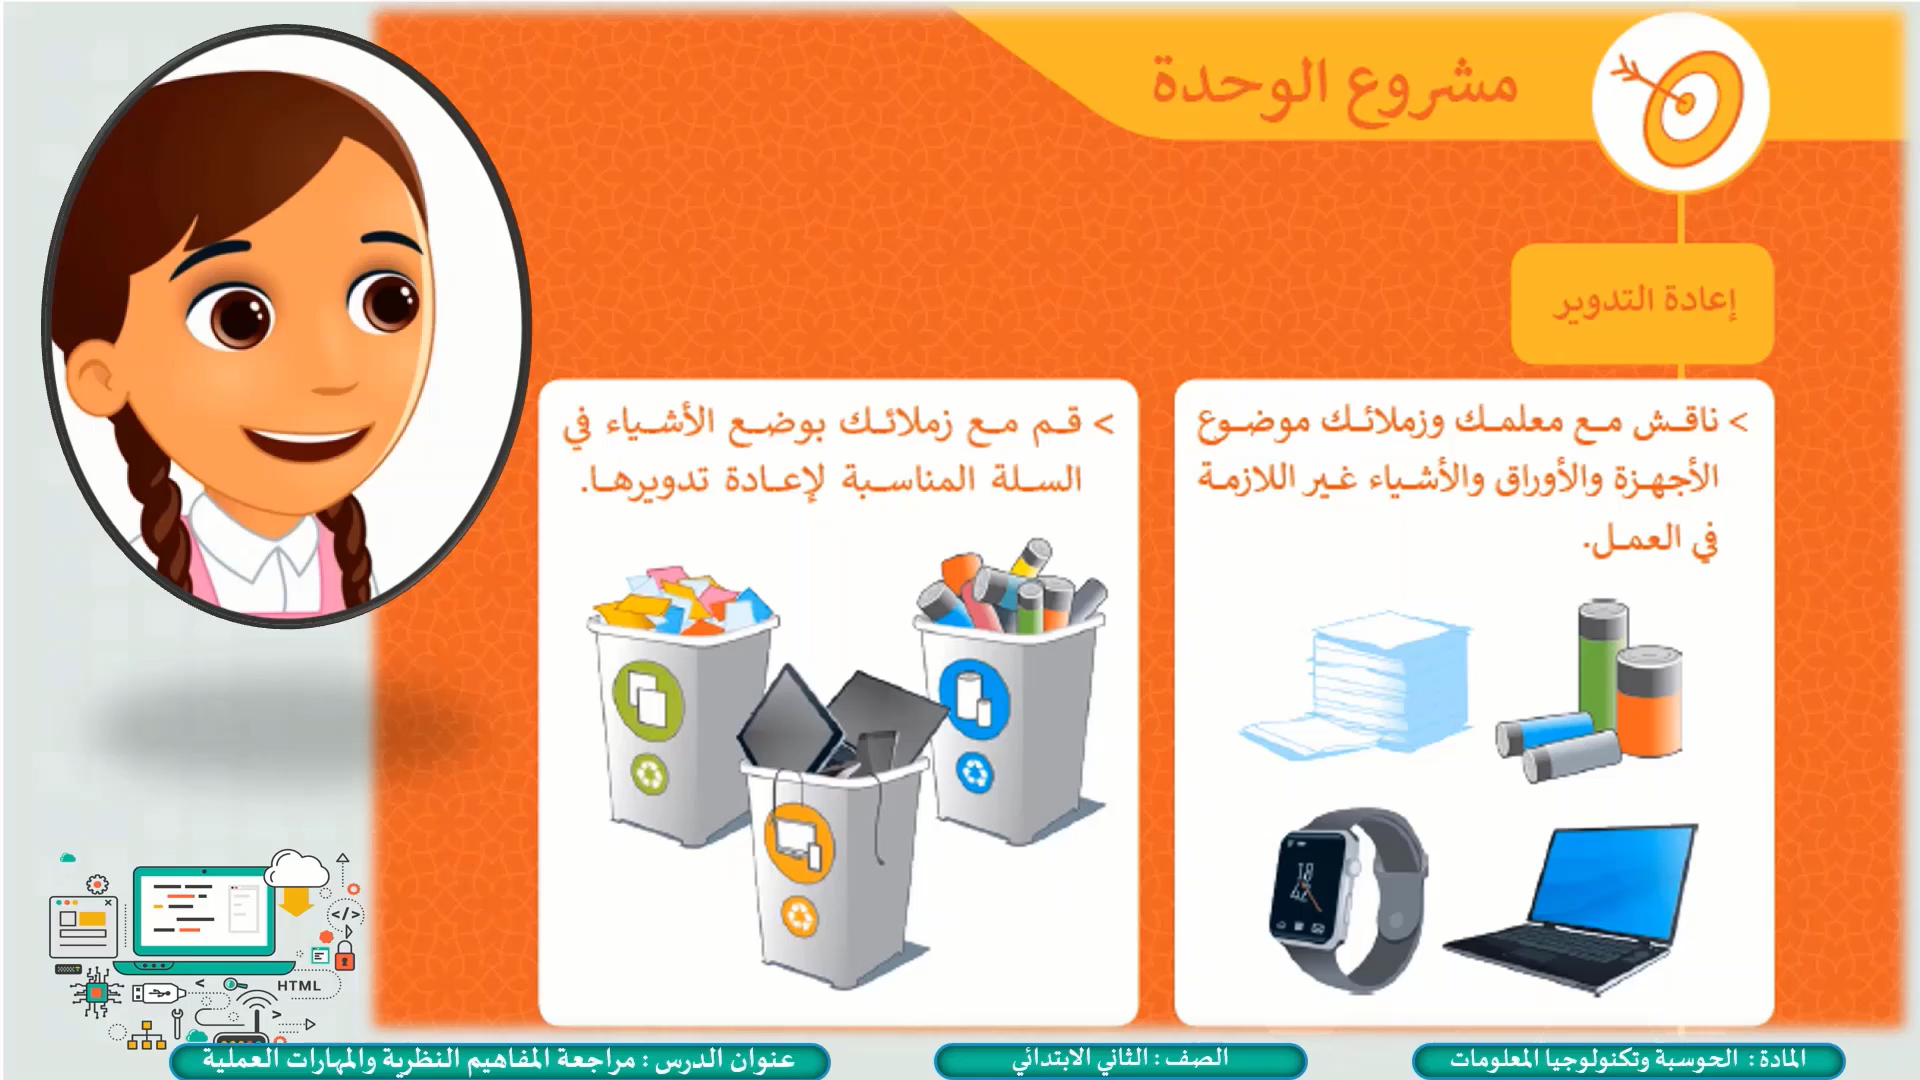 مشروع الوحدة
إعادة التدوير
> ناقش مع معلمك وزملائك موضوع
الأجهزة والأوراق والأشياء غير اللازمة
في العمل.
> قم مع زملائك بوضع الأشياء في
السلة المناسبة لإعادة تدويرها.
18
42
</>
HTML
المادة : الحوسبة وتكنولوجيا المعلومات
الصف : الثاني الابتدائي
عنوان الدرس : مراجعة المفاهيم النظرية والمهارات العملية